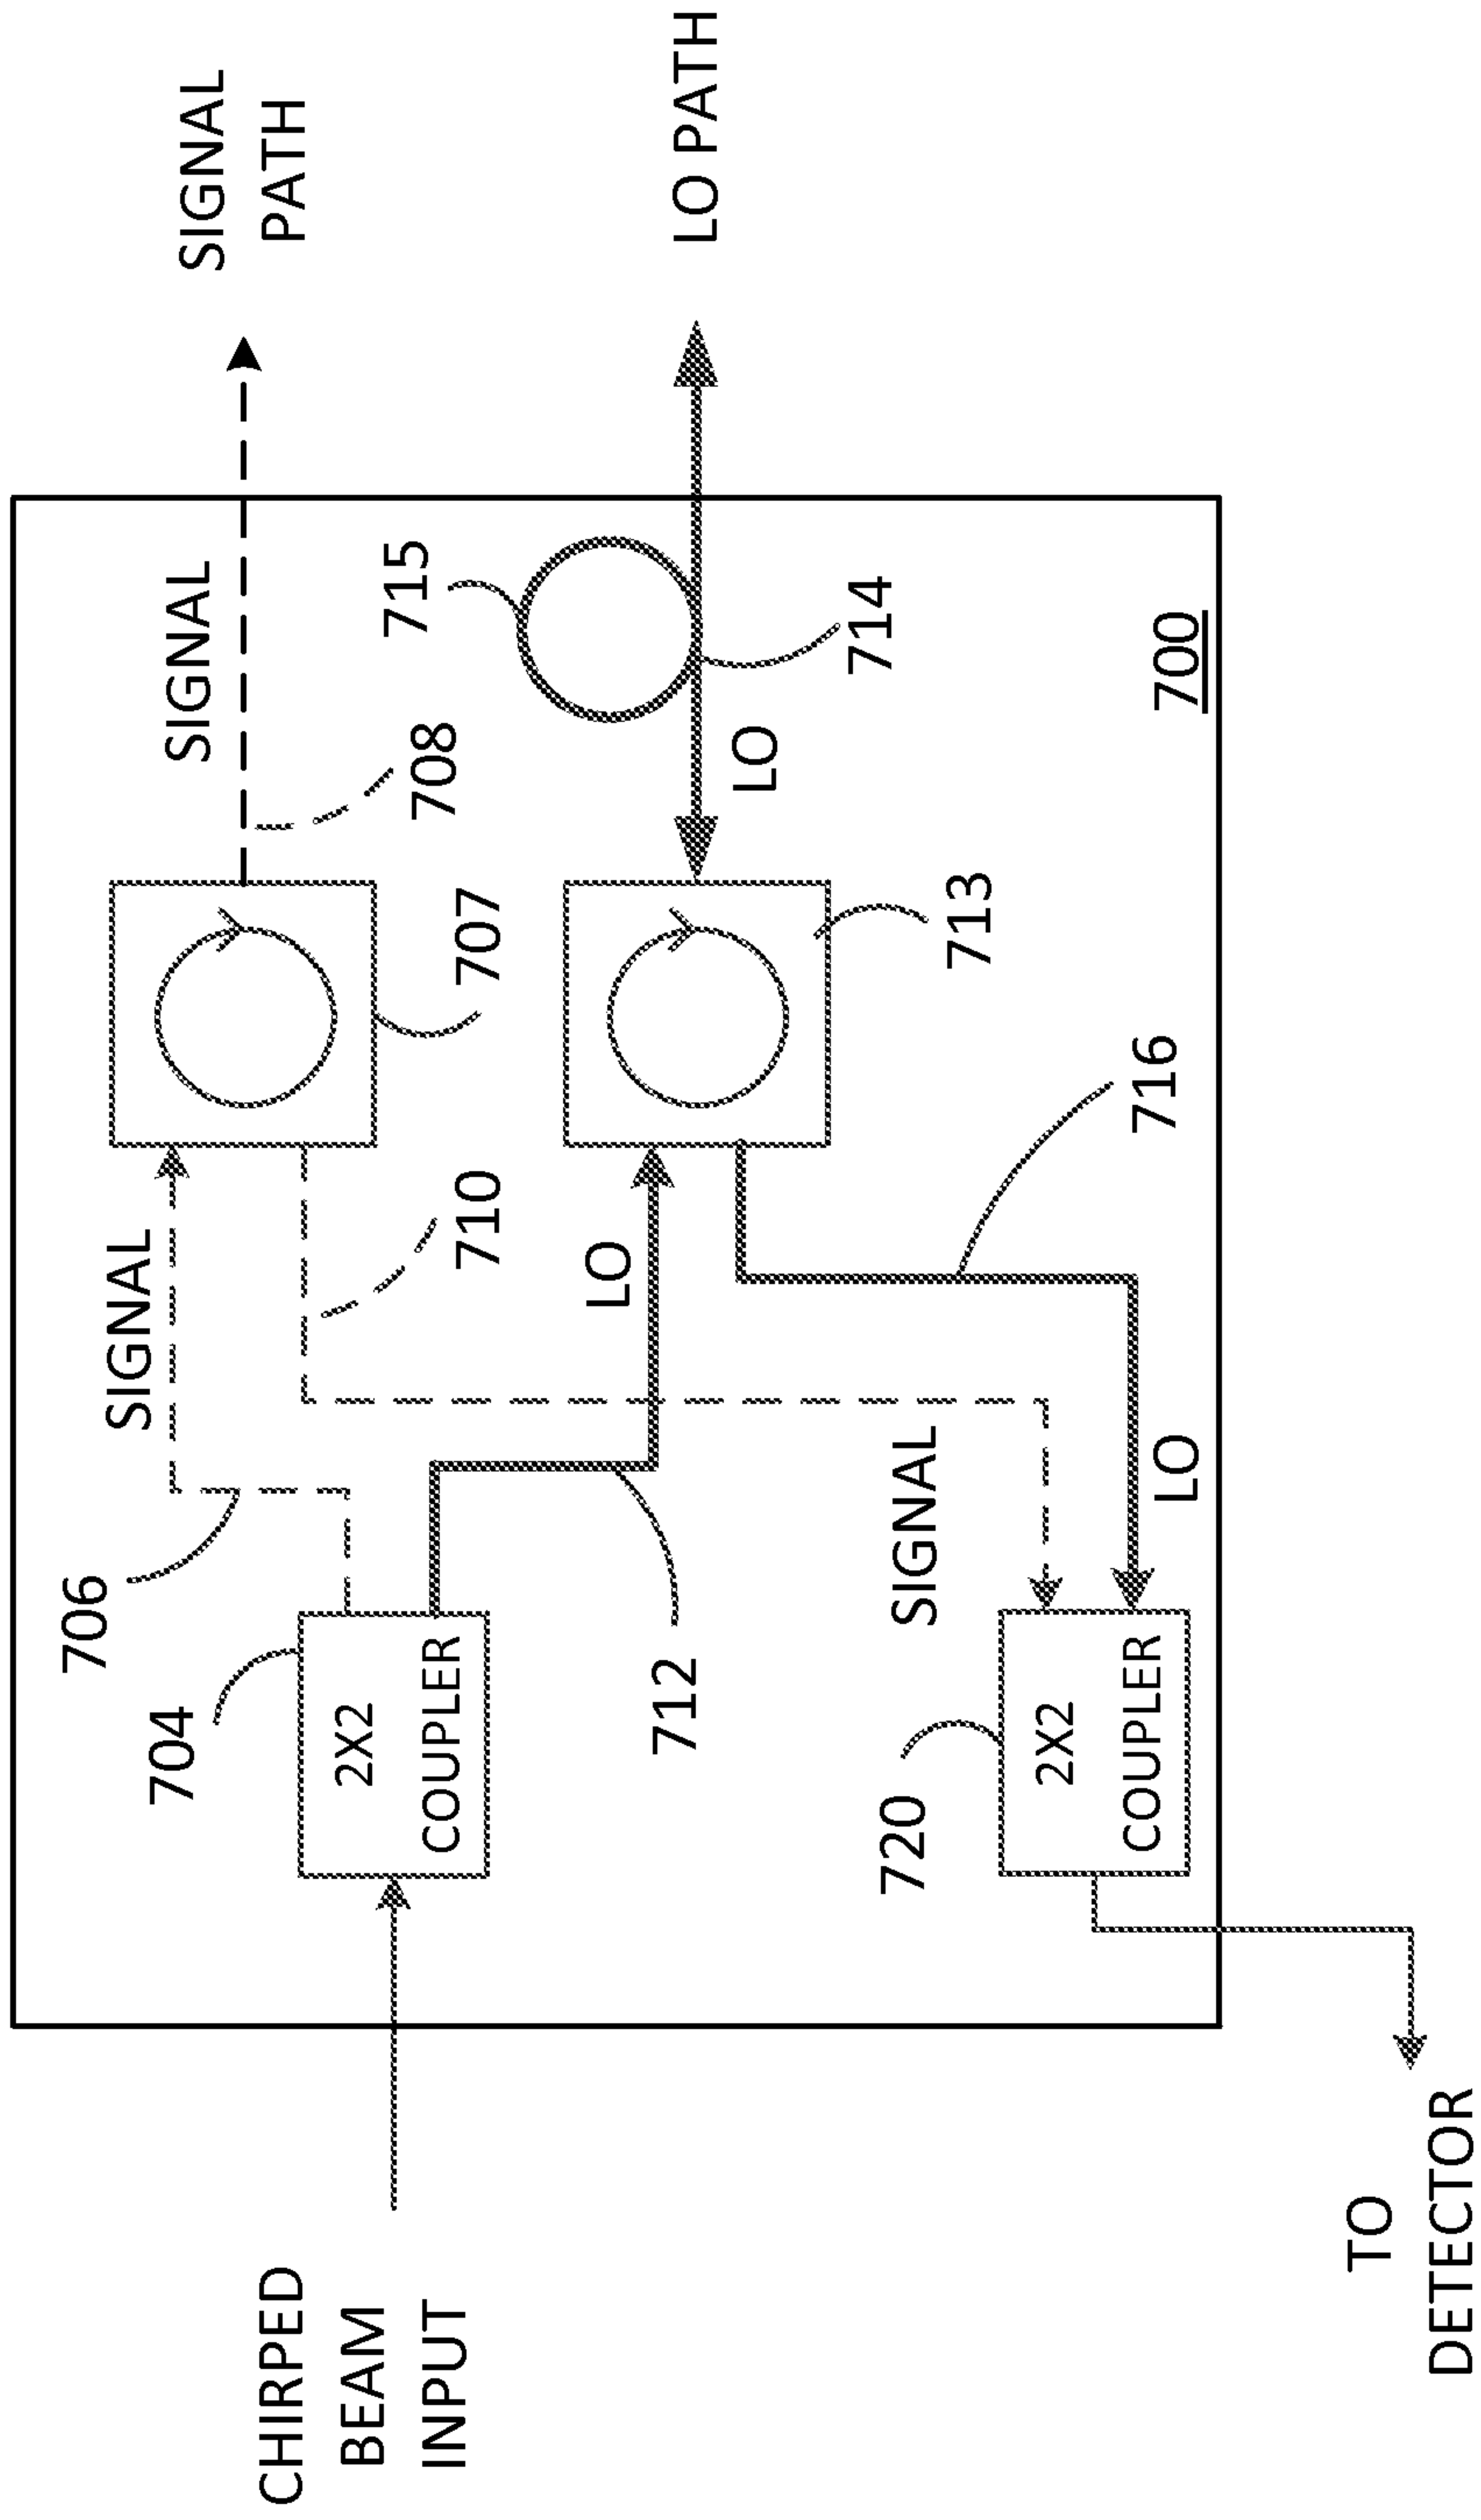 CHIRPED
BEAM
INPUT
704
2X2
COUPLER
706
SIGNAL
707
708
SIGNAL
SIGNAL
PATH
710
712
LO
713
LO
714
715
LO PATH
716
SIGNAL
LO
720
2X2
COUPLER
700
TO
DETECTOR